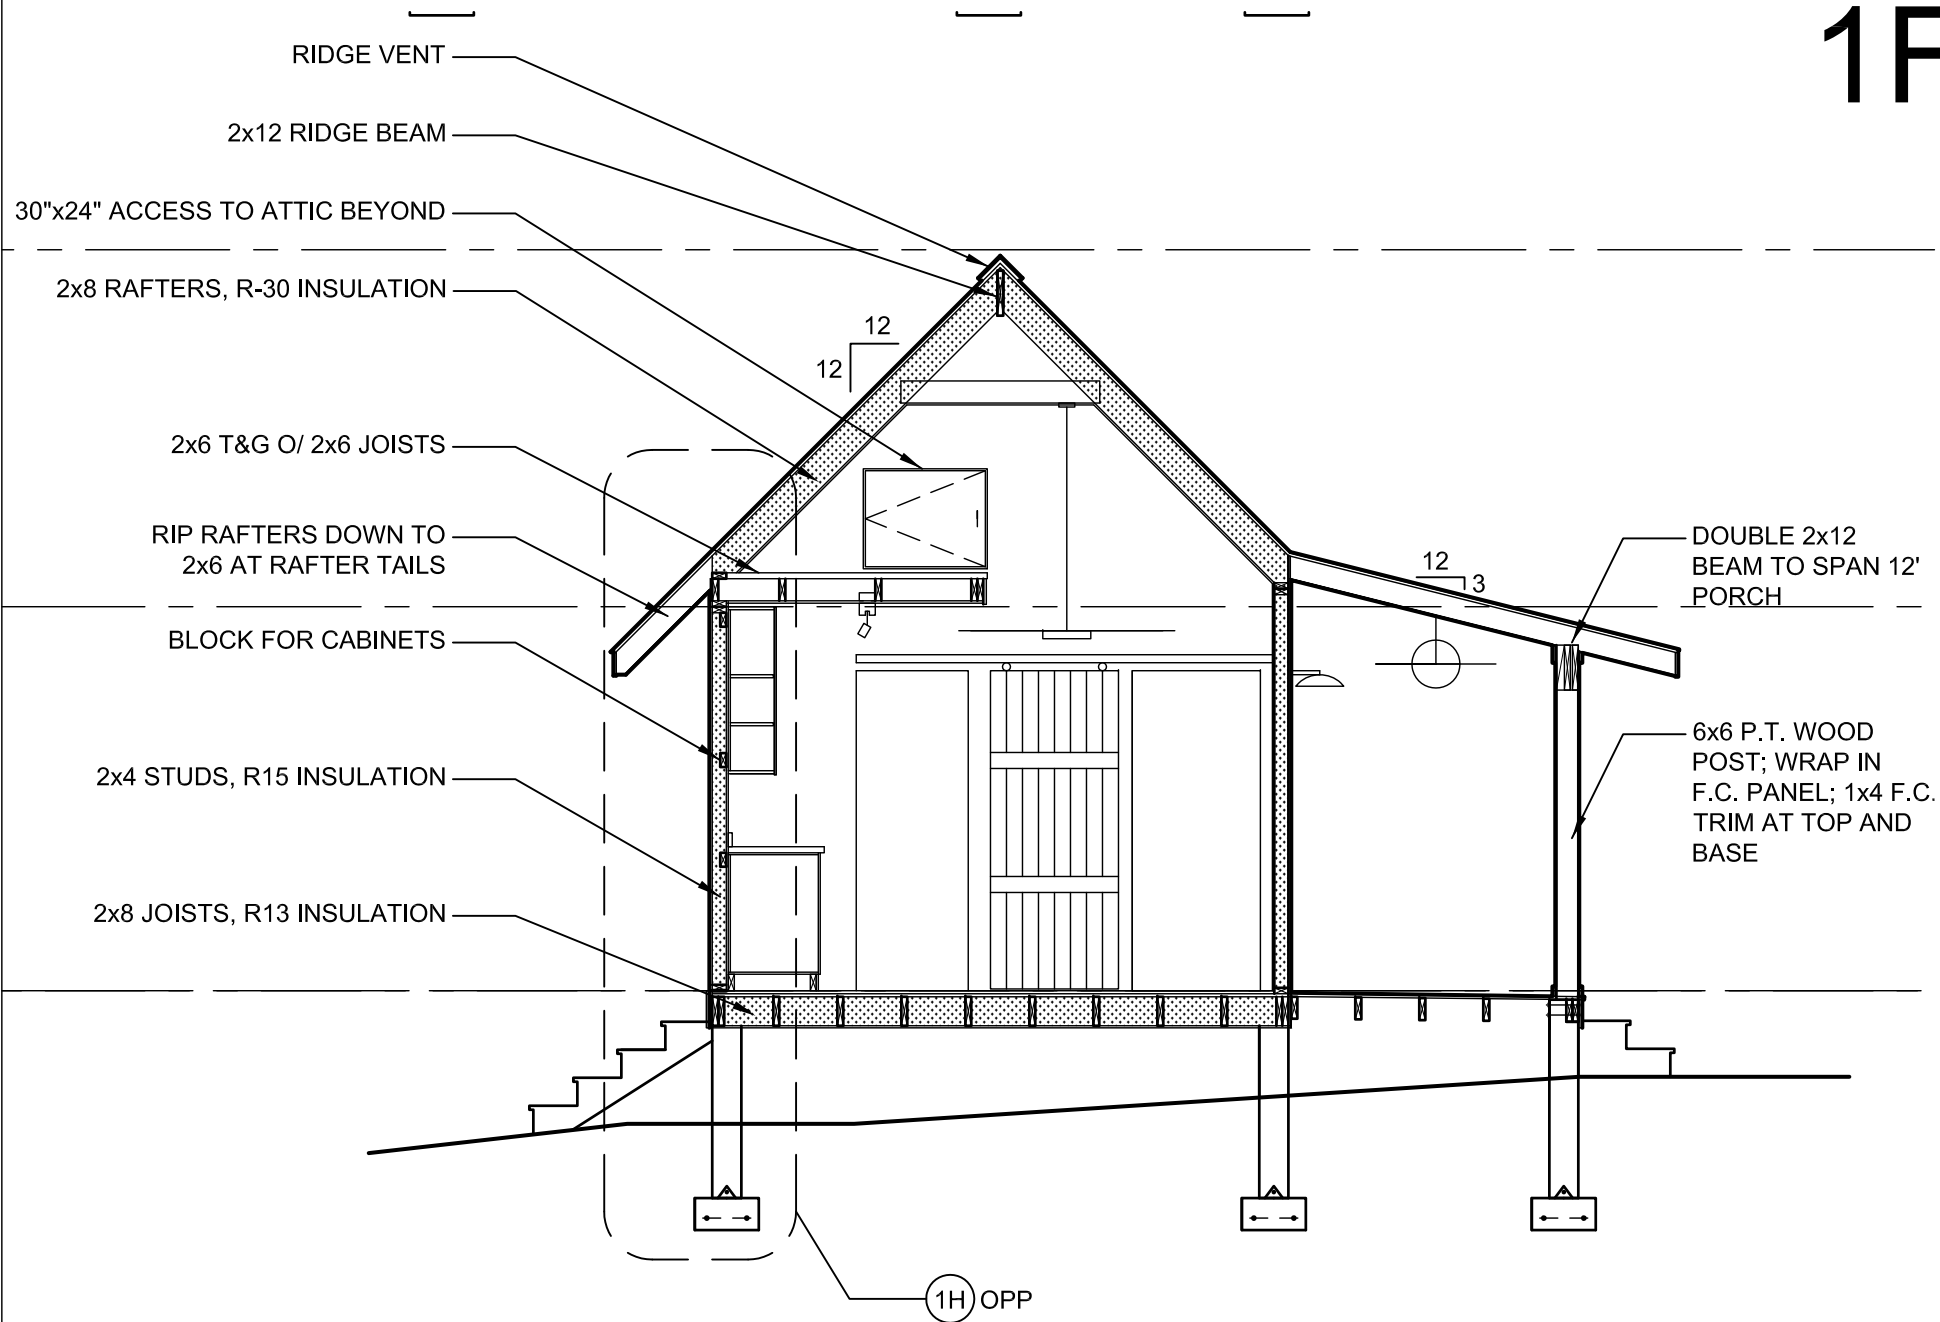 RIDGE VENT
2x12 RIDGE BEAM
30"x24" ACCESS TO ATTIC BEYOND
2x8 RAFTERS, R-30 INSULATION
12
12
2x6 T&G O/ 2x6 JOISTS
RIP RAFTERS DOWN TO
2x6 AT RAFTER TAILS
BLOCK FOR CABINETS
2x4 STUDS, R15 INSULATION
2x8 JOISTS, R13 INSULATION
12
3
DOUBLE 2x12
BEAM TO SPAN 12'
PORCH
6x6 P.T. WOOD
POST; WRAP IN
F.C. PANEL; 1x4 F.C.
TRIM AT TOP AND
BASE
1H OPP